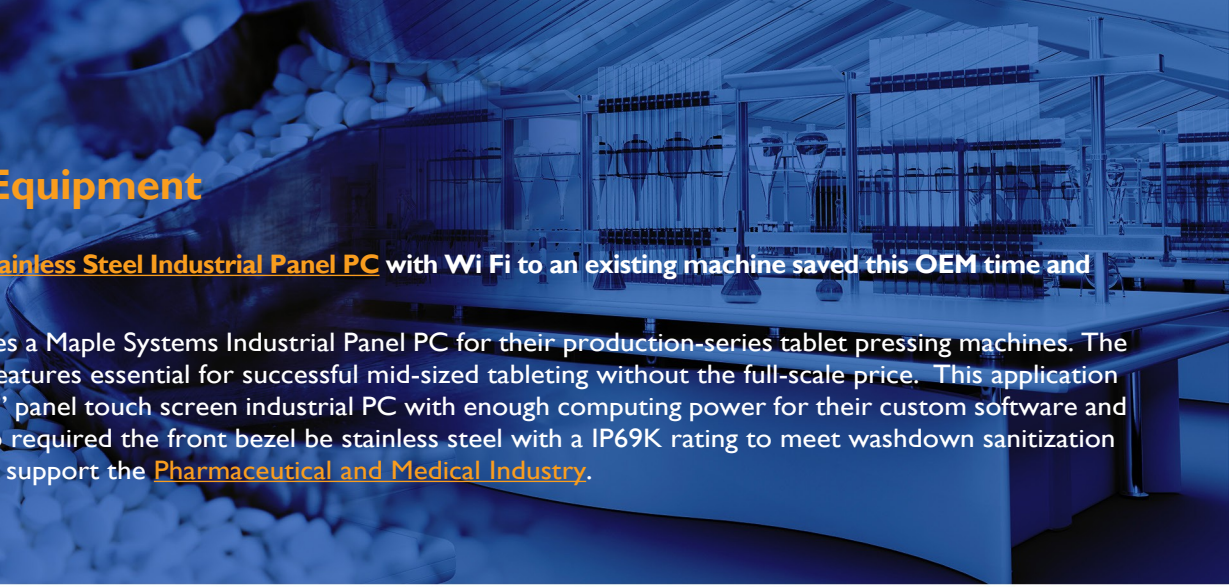 Equipment
ainless Steel Industrial Panel PC with Wi Fi to an existing machine saved this OEM time and
es a Maple Systems Industrial Panel PC for their production-series tablet pressing machines. The
eatures essential for successful mid-sized tableting without the full-scale price. This application
' panel touch screen industrial PC with enough computing power for their custom software and
required the front bezel be stainless steel with a IP69K rating to meet washdown sanitization
support the Pharmaceutical and Medical Industry.